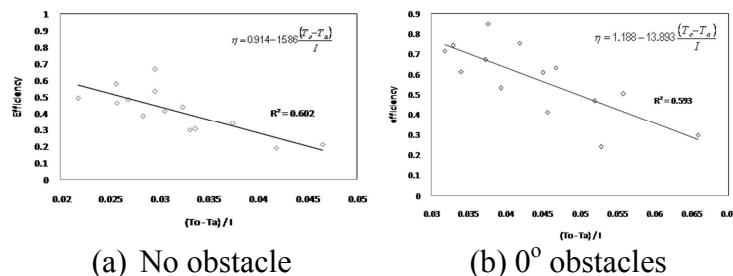 1
0.9
0.8
0.7
0.6
0.5
0.4
0.3
0.2
0.1
0
Efficiency
η = 0.914−1586 (To−Ta) / I
R² = 0.602
0.02 0.025 0.03 0.035 0.04 0.045 0.05
(To-Ta) / I
(a) No obstacle
0.9
0.8
0.7
0.6
0.5
0.4
0.3
0.2
0.1
0
efficiency
η = 1.188−13.893 (To−Ta) / I
R² = 0.593
0.03 0.035 0.04 0.045 0.05 0.055 0.06 0.065 0.0
(To-Ta) / I
(b) 0° obstacles